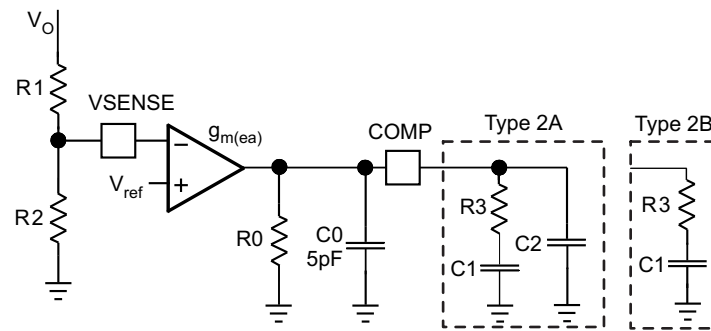 V_O
R1
VSENSE
R2
V_ref
g_m(ea)
R0
C0
5pF
COMP
Type 2A
R3
C1
C2
Type 2B
R3
C1